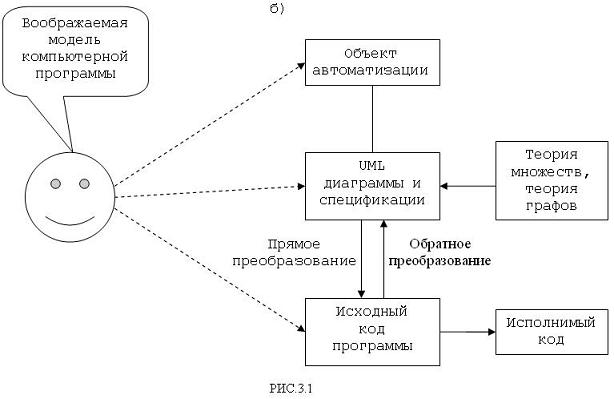 б)
Воображаемая
модель
компьютерной
программы
Объект
автоматизации
UML
диаграммы и
спецификации
Теория
множеств,
теория
графов
Прямое
преобразование
Обратное
преобразование
Исходный
код
программы
Исполнимый
код
РИС.3.1